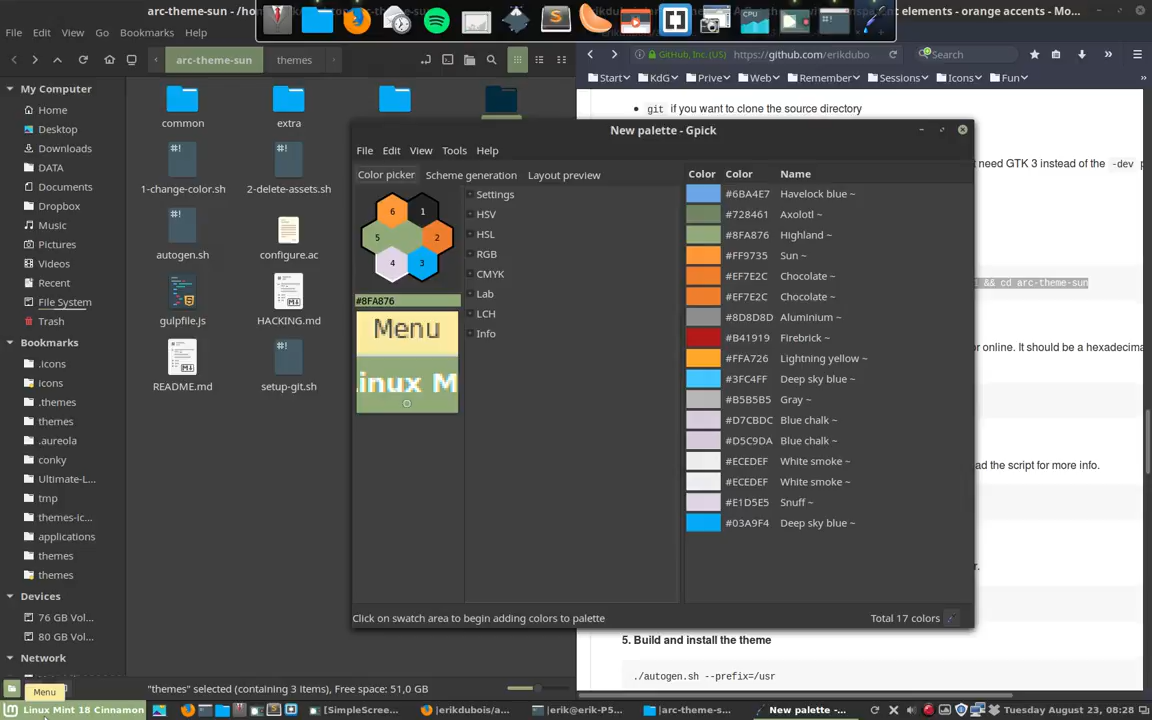 arc-theme-sun - /ho
ent elements - orange accents - Mo...
File Edit View Go Bookmarks Help
arc-theme-sun themes
GitHub, Inc. (US) https://github.com/erikdubo Search
Start KdG Prive Web Remember Sessions Icons Fun
My Computer
Home
Desktop
Downloads
DATA
Documents
Dropbox
Music
Pictures
Videos
Recent
File System
Trash
Bookmarks
.icons
icons
.themes
themes
.aureola
conky
Ultimate-L...
tmp
themes-ic...
applications
themes
themes
Devices
76 GB Vol...
80 GB Vol...
Network
common extra
1-change-color.sh 2-delete-assets.sh
autogen.sh configure.ac
gulpfile.js HACKING.md
README.md setup-git.sh
"themes" selected (containing 3 items), Free space: 51,0 GB
New palette - Gpick
File Edit View Tools Help
Color picker Scheme generation Layout preview
6 1
5 2
4 3
#8FA876
Menu
inux M
Settings
HSV
HSL
RGB
CMYK
Lab
LCH
Info
Color Color Name
#6BA4E7 Havelock blue ~
#728461 Axolotl ~
#8FA876 Highland ~
#FF9735 Sun ~
#EF7E2C Chocolate ~
#EF7E2C Chocolate ~
#8D8D8D Aluminium ~
#B41919 Firebrick ~
#FFA726 Lightning yellow ~
#3FC4FF Deep sky blue ~
#B5B5B5 Gray ~
#D7CBDC Blue chalk ~
#D5C9DA Blue chalk ~
#ECEDEF White smoke ~
#ECEDEF White smoke ~
#E1D5E5 Snuff ~
#03A9F4 Deep sky blue ~
Click on swatch area to begin adding colors to palette Total 17 colors
git if you want to clone the source directory
t need GTK 3 instead of the -dev p
&& cd arc-theme-sun
or online. It should be a hexadecima
ad the script for more info.
r.
5. Build and install the theme
./autogen.sh --prefix=/usr
Menu
Linux Mint 18 Cinnamon
[SimpleScree... erikdubois/a... erik@erik-P5... [arc-theme-s... New palette -... Tuesday August 23, 08:28
CPU